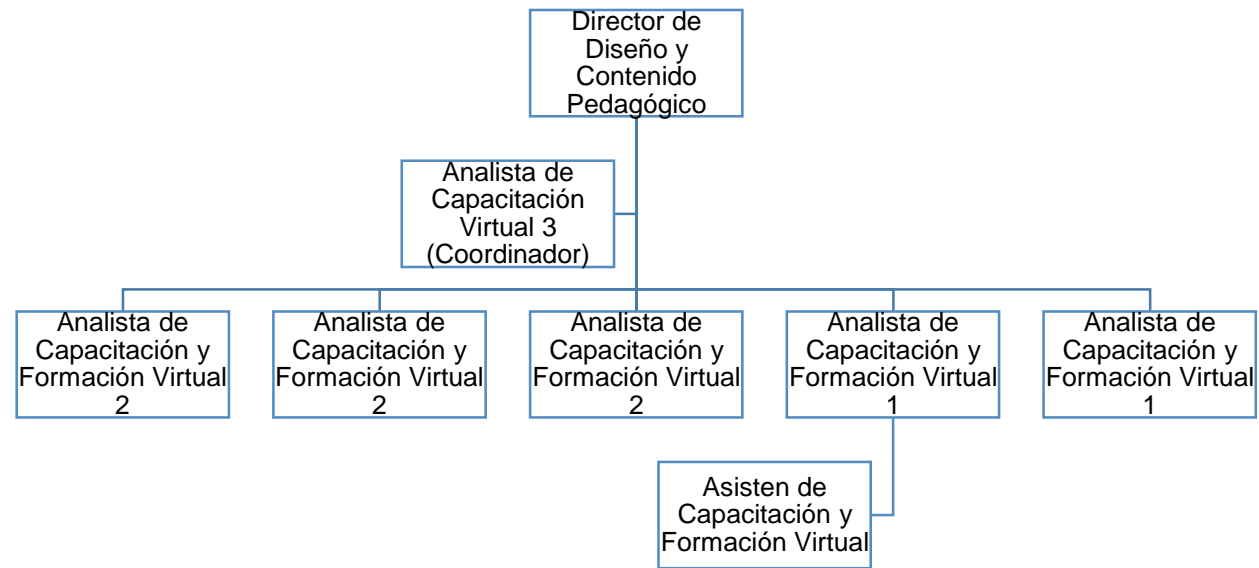 Director de
Diseño y
Contenido
Pedagógico
Analista de
Capacitación
Virtual 3
(Coordinador)
Analista de
Capacitación y
Formación Virtual
2
Analista de
Capacitación y
Formación Virtual
2
Analista de
Capacitación y
Formación Virtual
2
Analista de
Capacitación y
Formación Virtual
1
Analista de
Capacitación y
Formación Virtual
1
Asisten de
Capacitación y
Formación Virtual